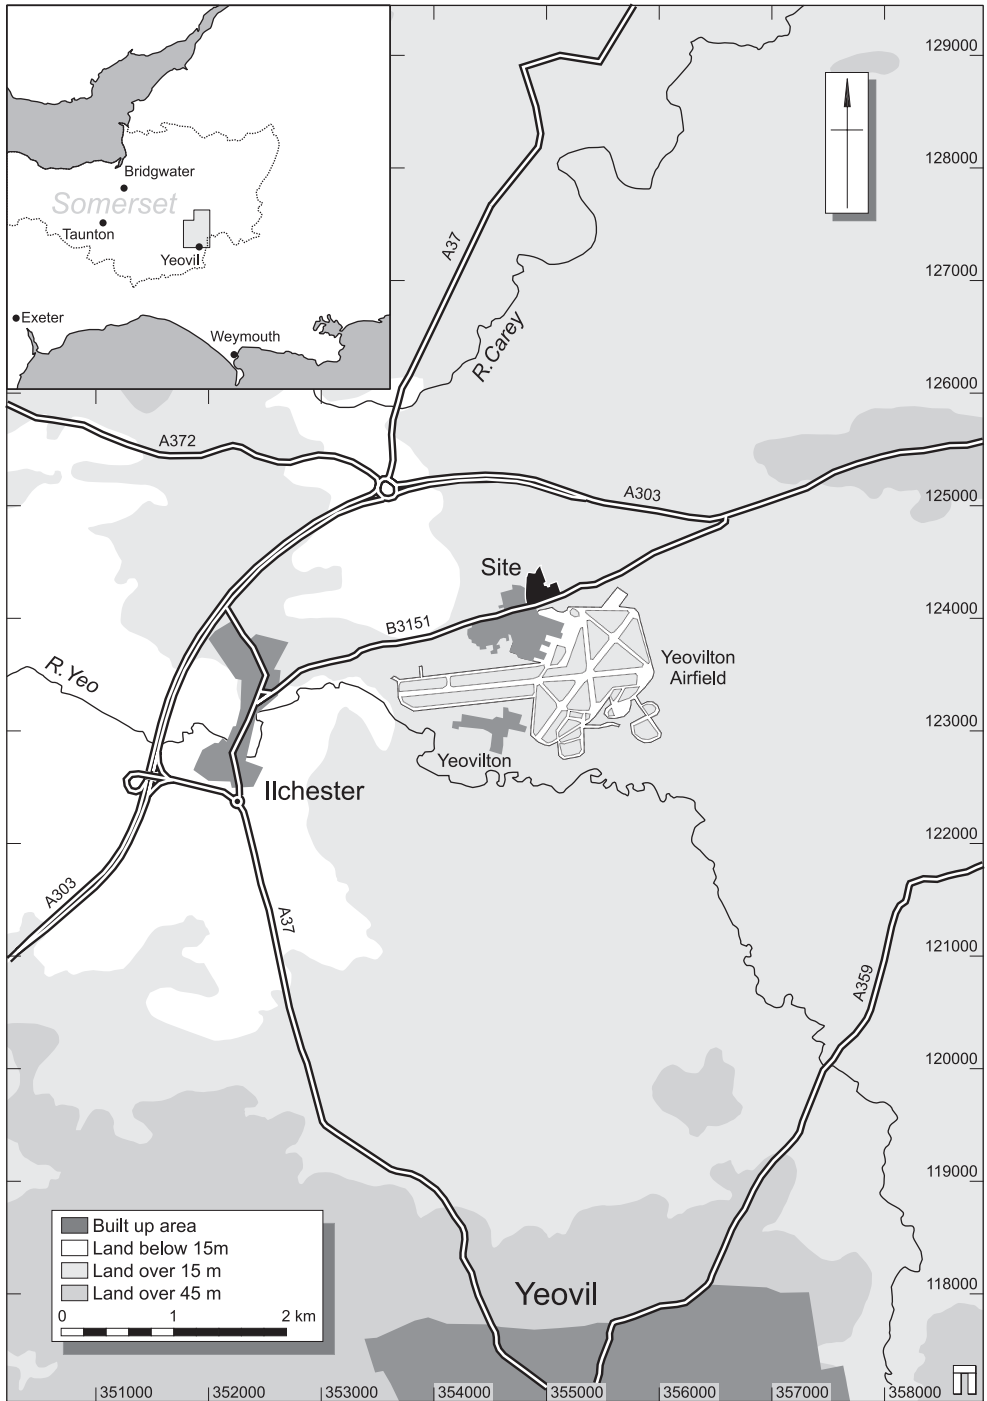 Bridgwater
Somerset
Taunton
Yeovil
Exeter
Weymouth
129000
128000
127000
126000
125000
124000
123000
122000
121000
120000
119000
118000
A37
R.Carey
A372
A303
Site
B3151
Yeovilton
Airfield
R.Yeo
Yeovilton
Ilchester
A303
A37
A359
Yeovil
Built up area
Land below 15m
Land over 15 m
Land over 45 m
0 1 2 km
351000 352000 353000 354000 355000 356000 357000 358000